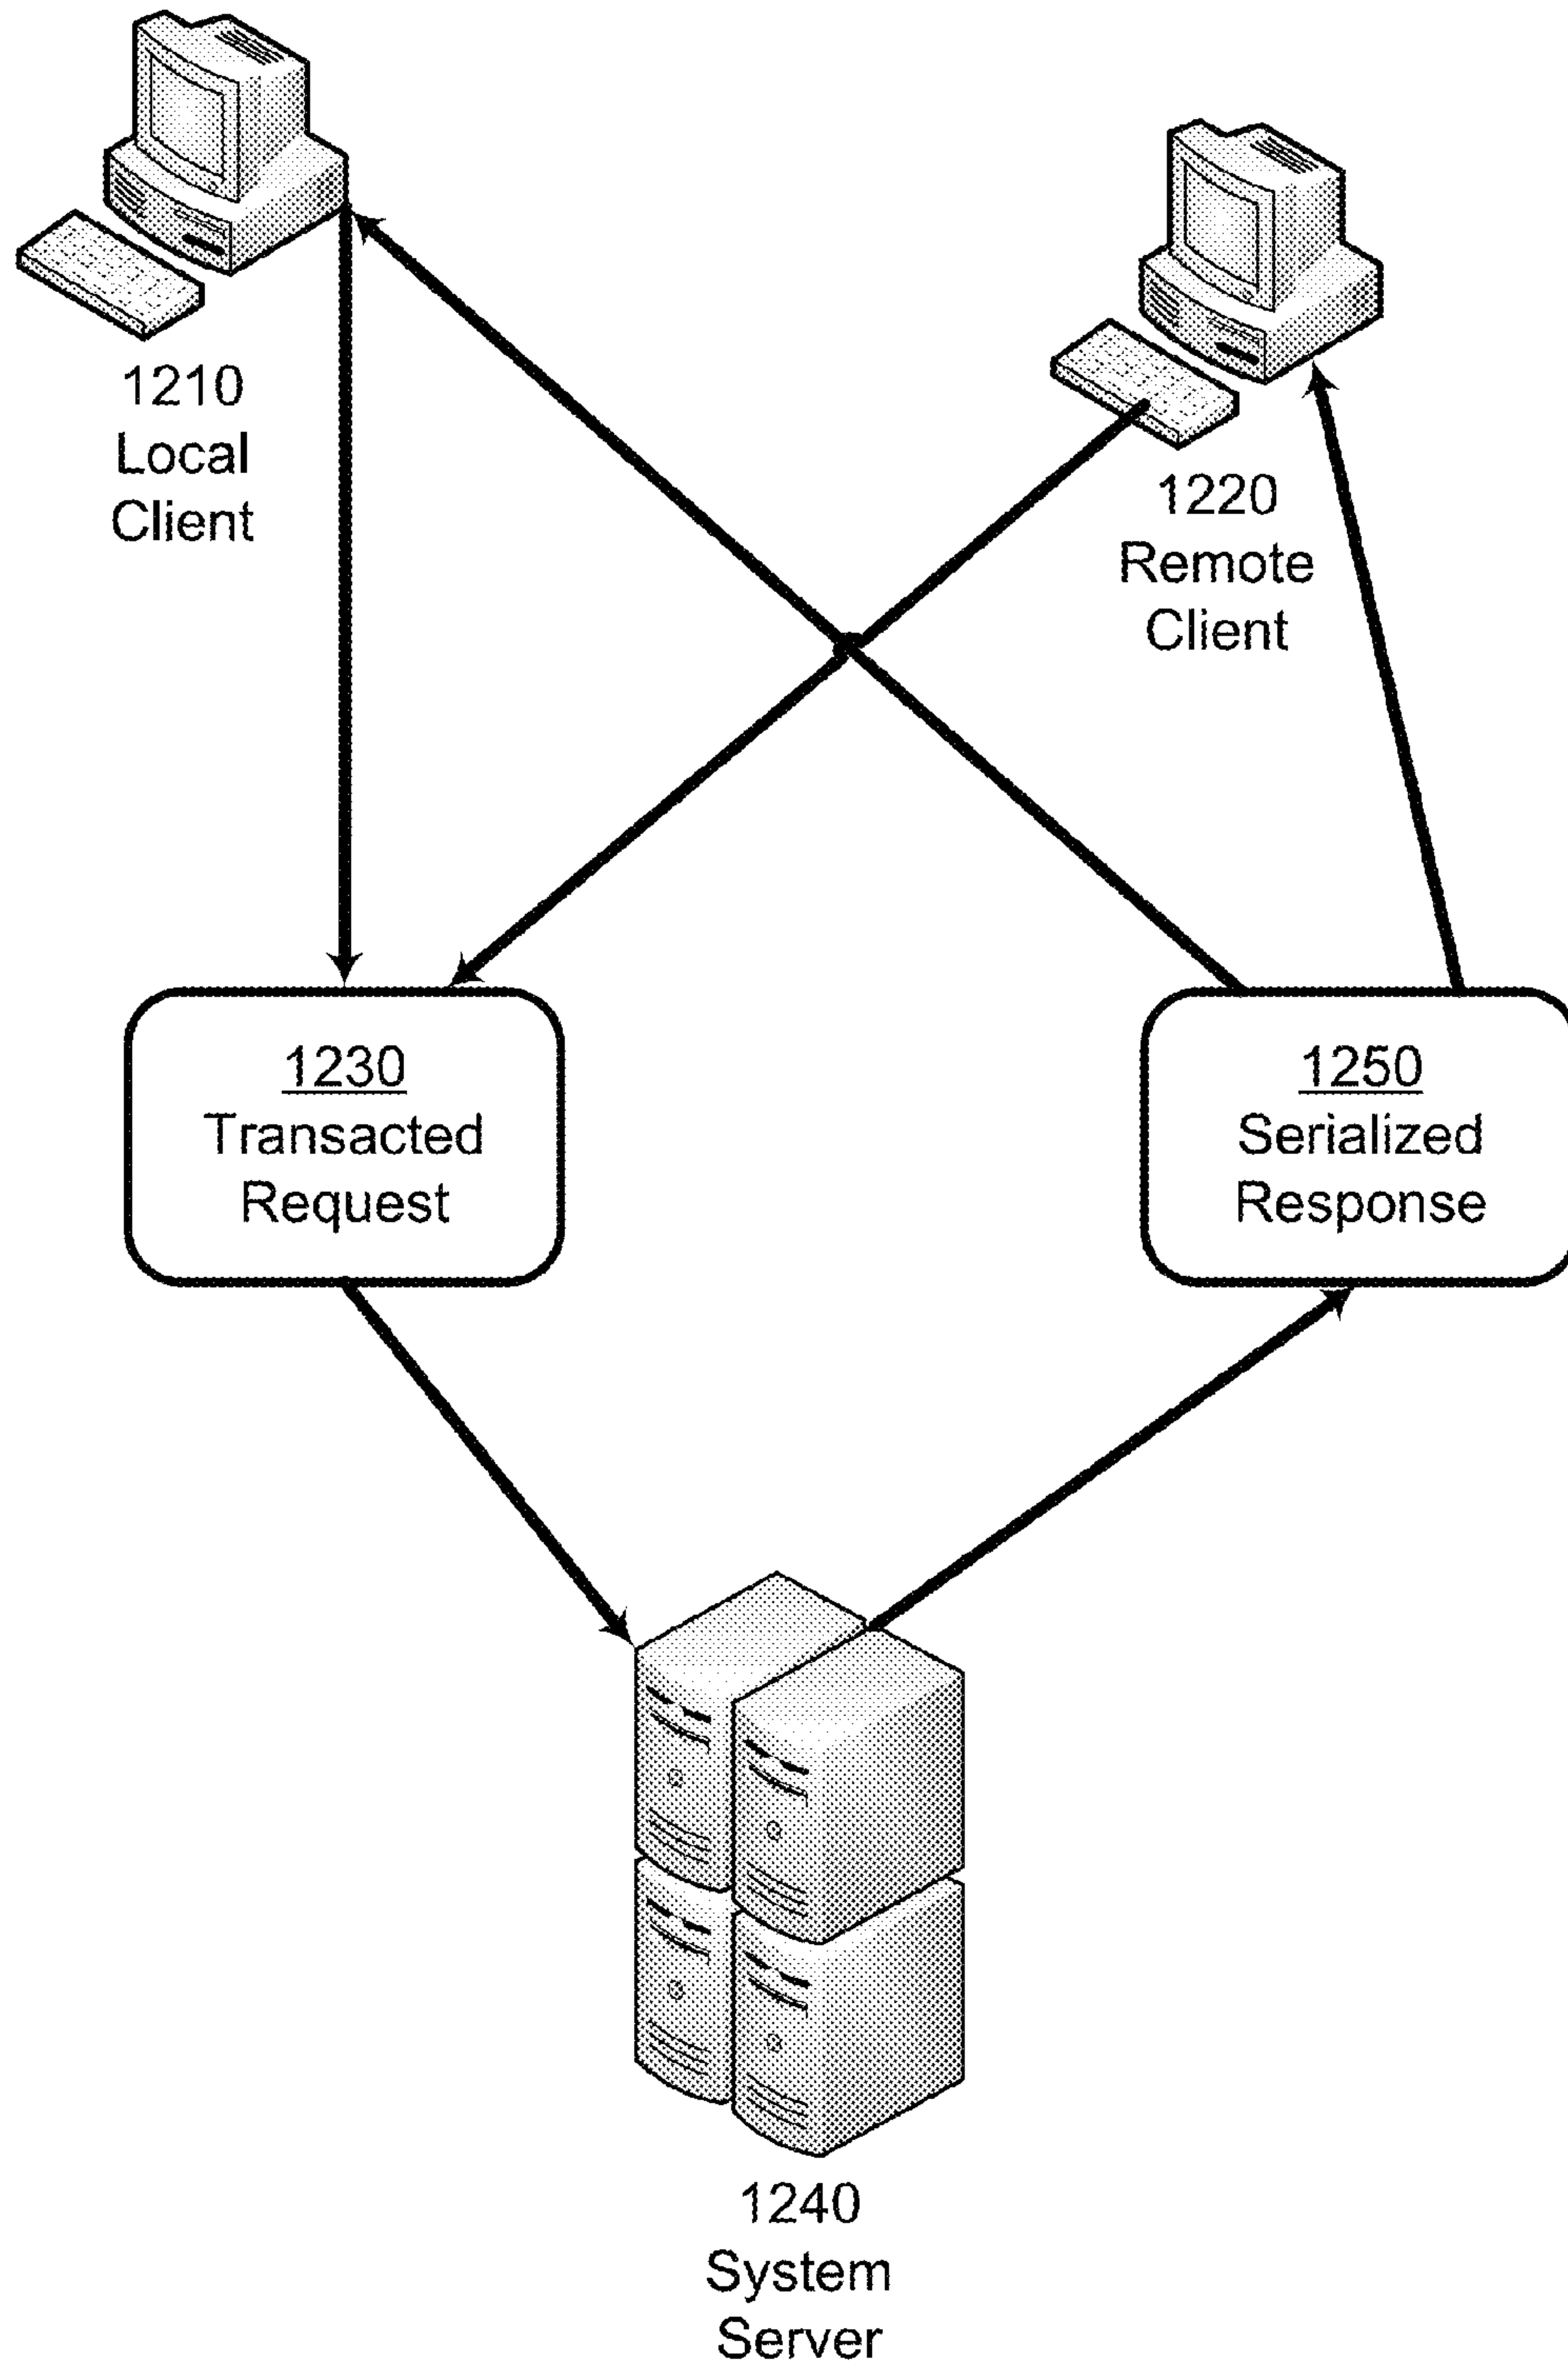 1210
Local
Client
1220
Remote
Client
1230
Transacted
Request
1250
Serialized
Response
1240
System
Server